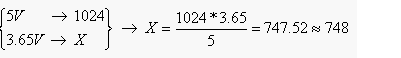 5V → 1024
3.65V → X
→ X = 1024*3.65 / 5 = 747.52 ≈ 748